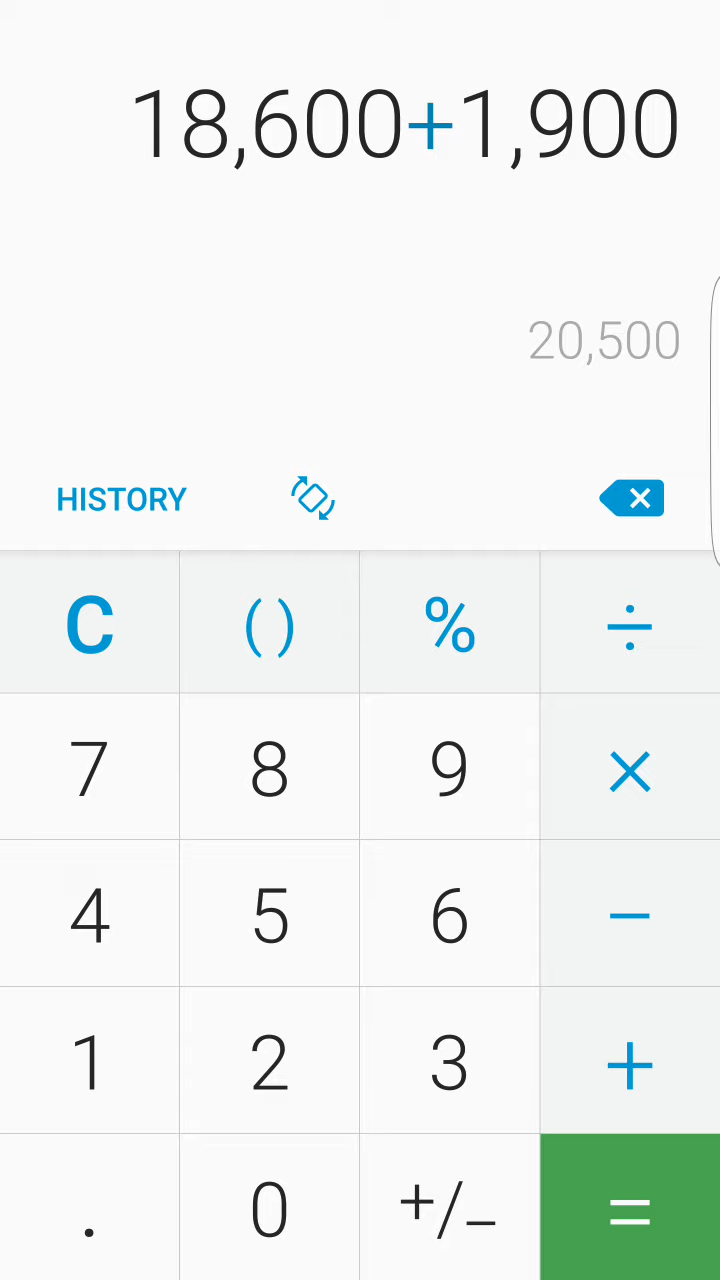 18,600+1,900
20,500
HISTORY
C ( ) % ÷
7 8 9 ×
4 5 6 −
1 2 3 +
. 0 +/− =